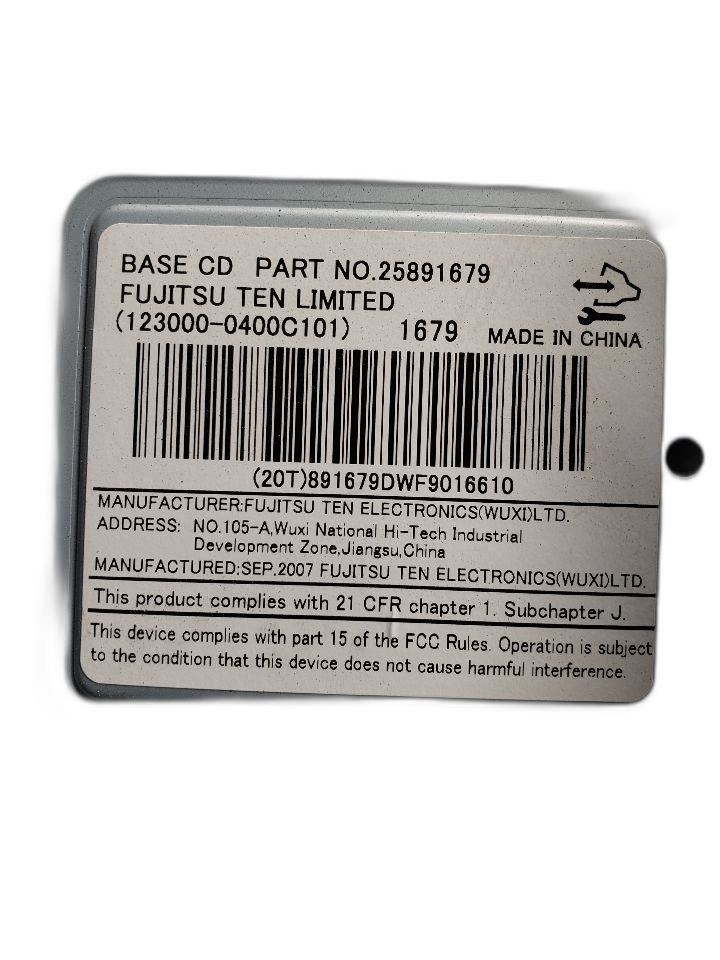 BASE CD PART NO.25891679
FUJITSU TEN LIMITED
(123000-0400C101) 1679 MADE IN CHINA
(20T)891679DWF9016610
MANUFACTURER:FUJITSU TEN ELECTRONICS(WUXI)LTD.
ADDRESS: NO.105-A,Wuxi National Hi-Tech Industrial
Development Zone,Jiangsu,China
MANUFACTURED:SEP.2007 FUJITSU TEN ELECTRONICS(WUXI)LTD.
This product complies with 21 CFR chapter 1. Subchapter J.
This device complies with part 15 of the FCC Rules. Operation is subject
to the condition that this device does not cause harmful interference.